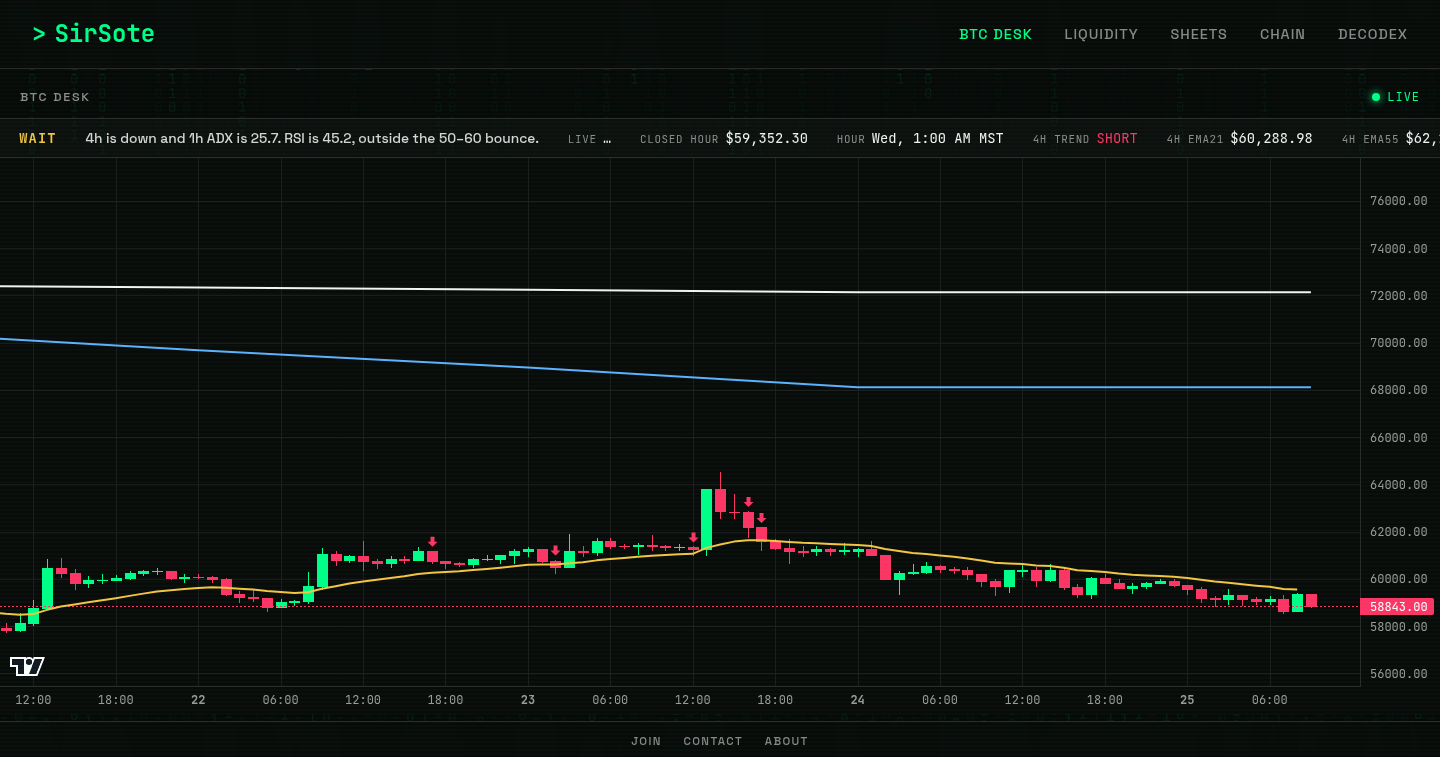 > SirSote
BTC DESK LIQUIDITY SHEETS CHAIN DECODEX
BTC DESK
LIVE
WAIT 4h is down and 1h ADX is 25.7. RSI is 45.2, outside the 50–60 bounce. LIVE … CLOSED HOUR $59,352.30 HOUR Wed, 1:00 AM MST 4H TREND SHORT 4H EMA21 $60,288.98 4H EMA55 $62,
76000.00
74000.00
72000.00
70000.00
68000.00
66000.00
64000.00
62000.00
60000.00
58843.00
58000.00
56000.00
12:00 18:00 22 06:00 12:00 18:00 23 06:00 12:00 18:00 24 06:00 12:00 18:00 25 06:00
JOIN CONTACT ABOUT